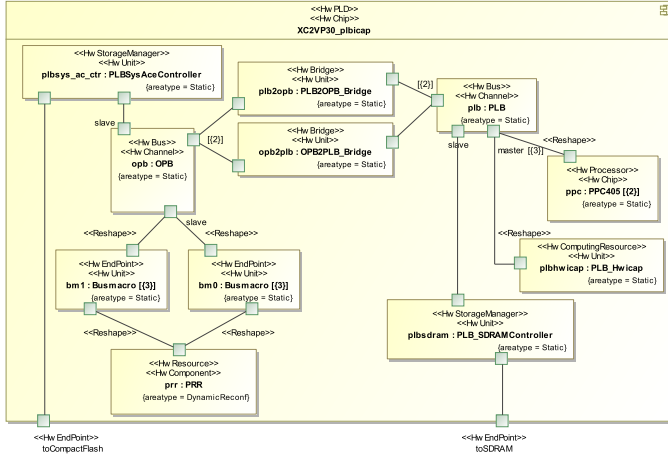 <<Hw PLD>>
<<Hw Chip>>
XC2VP30_plbicap
<<Hw StorageManager>>
<<Hw Unit>>
plbsys_ac_ctr : PLBSysAceController
{areatype = Static}
<<Hw Bridge>>
<<Hw Unit>>
plb2opb : PLB2OPB_Bridge
{areatype = Static}
[{2}]
<<Hw Bus>>
<<Hw Channel>>
plb : PLB
{areatype = Static}
slave
<<Hw Bus>>
<<Hw Channel>>
opb : OPB
{areatype = Static}
[{2}]
<<Hw Bridge>>
<<Hw Unit>>
opb2plb : OPB2PLB_Bridge
{areatype = Static}
slave
master [{3}]
<<Reshape>>
<<Hw Processor>>
<<Hw Chip>>
ppc : PPC405 [{2}]
{areatype = Static}
slave
<<Reshape>>
<<Reshape>>
<<Reshape>>
<<Hw EndPoint>>
<<Hw Unit>>
bm1 : Busmacro [{3}]
{areatype = Static}
<<Hw EndPoint>>
<<Hw Unit>>
bm0 : Busmacro [{3}]
{areatype = Static}
<<Hw ComputingResource>>
<<Hw Unit>>
plbhwicap : PLB_Hwicap
{areatype = Static}
<<Reshape>>
<<Reshape>>
<<Hw StorageManager>>
<<Hw Unit>>
plbsdram : PLB_SDRAMController
{areatype = Static}
<<Hw Resource>>
<<Hw Component>>
prr : PRR
{areatype = DynamicReconf}
<<Hw EndPoint>>
toCompactFlash
<<Hw EndPoint>>
toSDRAM